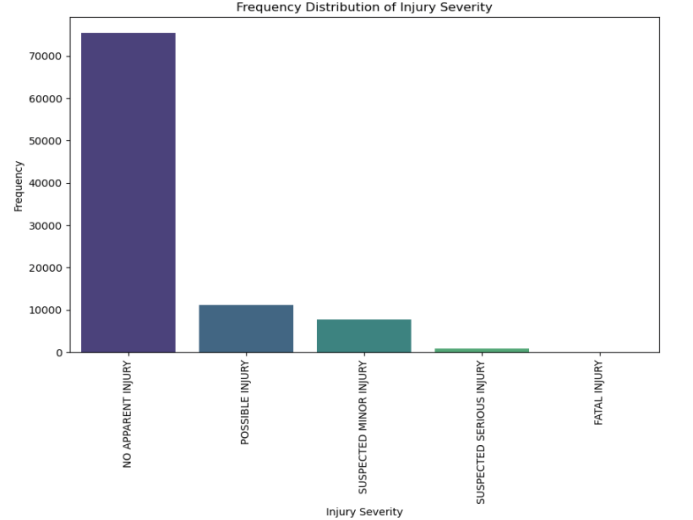 Frequency Distribution of Injury Severity
Frequency
70000
60000
50000
40000
30000
20000
10000
0
NO APPARENT INJURY
POSSIBLE INJURY
SUSPECTED MINOR INJURY
SUSPECTED SERIOUS INJURY
FATAL INJURY
Injury Severity